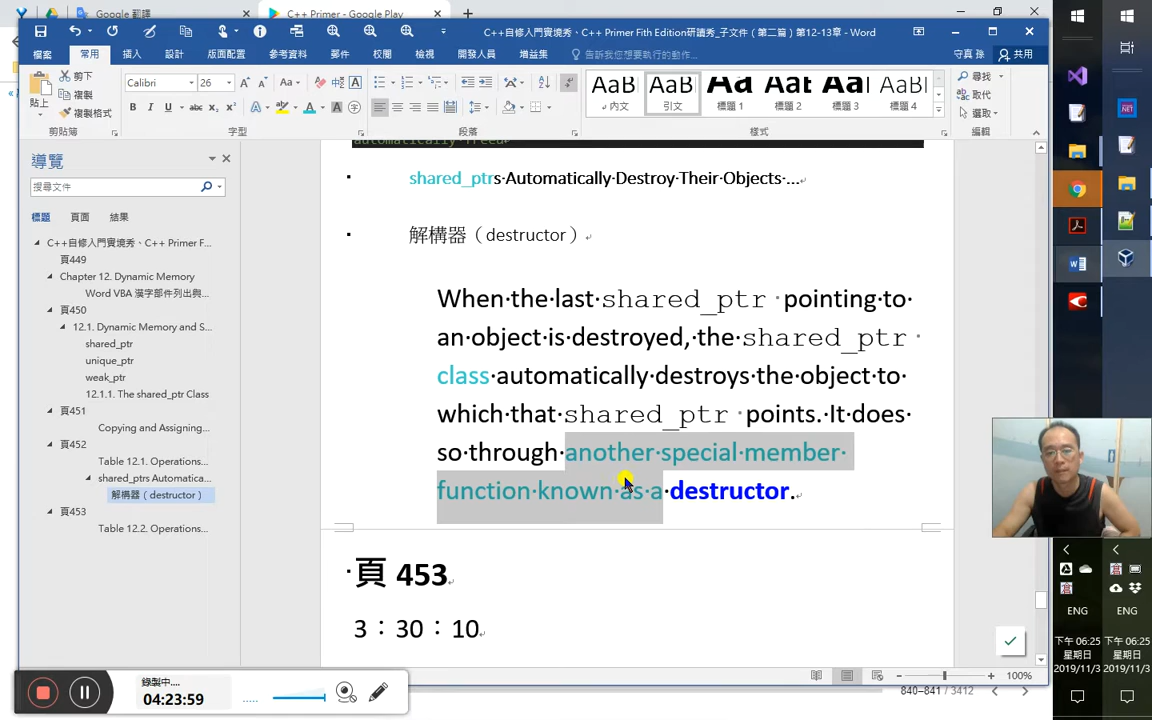 Google 翻譯
C++ Primer - Google Play
C++自修入門實境秀、C++ Primer Fith Edition研讀秀_子文件（第二篇）第12-13章 - Word
檔案 常用 插入 設計 版面配置 參考資料 郵件 校閱 檢視 開發人員 增益集 告訴我您想要執行的動作... 守真 孫 共用
貼上
剪下
複製
複製格式
剪貼簿
Calibri 26
字型
段落
AaB 內文
AaB 引文
Aa 標題 1
Aat 標題 2
AaB 標題 3
AaBC 標題 4
樣式
尋找
取代
選取
編輯
導覽
搜尋文件
標題 頁面 結果
C++自修入門實境秀、C++ Primer F...
頁449
Chapter 12. Dynamic Memory
Word VBA 漢字部件列出與...
頁450
12.1. Dynamic Memory and S...
shared_ptr
unique_ptr
weak_ptr
12.1.1. The shared_ptr Class
頁451
Copying and Assigning...
頁452
Table 12.1. Operations...
shared_ptrs Automatica...
解構器（destructor）
頁453
Table 12.2. Operations...
automatically freed
shared_ptrs Automatically Destroy Their Objects ...
解構器（destructor）
When the last shared_ptr pointing to
an object is destroyed, the shared_ptr
class automatically destroys the object to
which that shared_ptr points. It does
so through another special member
function known as a destructor.
頁 453
3：30：10
錄製中....
04:23:59
100%
840–841 / 3412
ENG
下午 06:25
星期日
2019/11/3
ENG
下午 06:25
星期日
2019/11/3